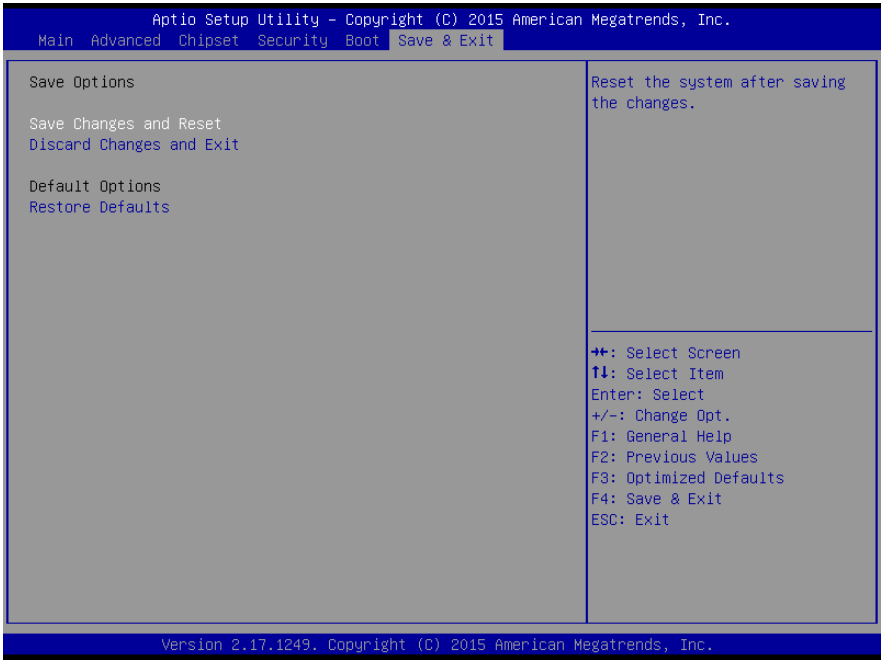 Aptio Setup Utility – Copyright (C) 2015 American Megatrends, Inc.
Main Advanced Chipset Security Boot Save & Exit
Save Options
Save Changes and Reset
Discard Changes and Exit
Default Options
Restore Defaults
Reset the system after saving
the changes.
→←: Select Screen
↑↓: Select Item
Enter: Select
+/-: Change Opt.
F1: General Help
F2: Previous Values
F3: Optimized Defaults
F4: Save & Exit
ESC: Exit
Version 2.17.1249. Copyright (C) 2015 American Megatrends, Inc.